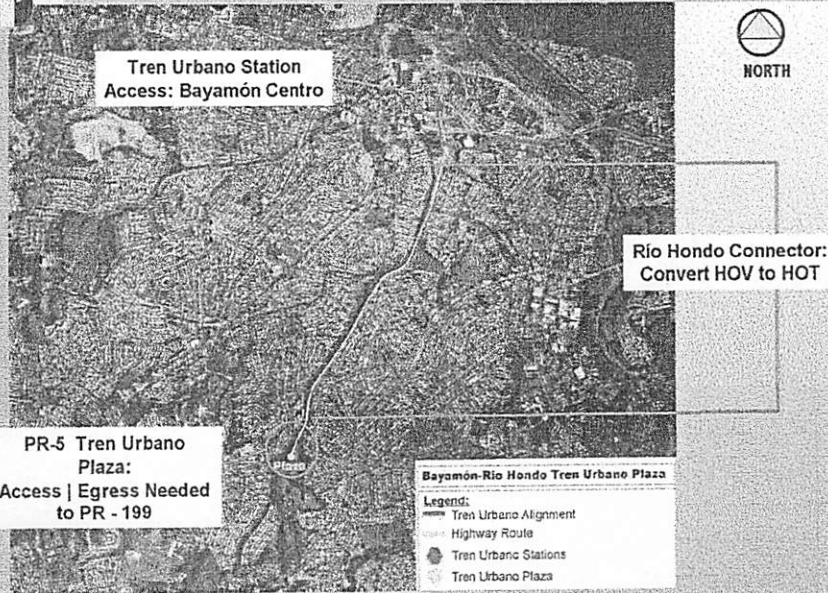 Tren Urbano Station
Access: Bayamón Centro
NORTH
Río Hondo Connector:
Convert HOV to HOT
PR-5 Tren Urbano
Plaza:
Access | Egress Needed
to PR - 199
Plaza
Bayamón-Río Hondo Tren Urbano Plaza
Legend:
Tren Urbano Alignment
Highway Route
Tren Urbano Stations
Tren Urbano Plaza